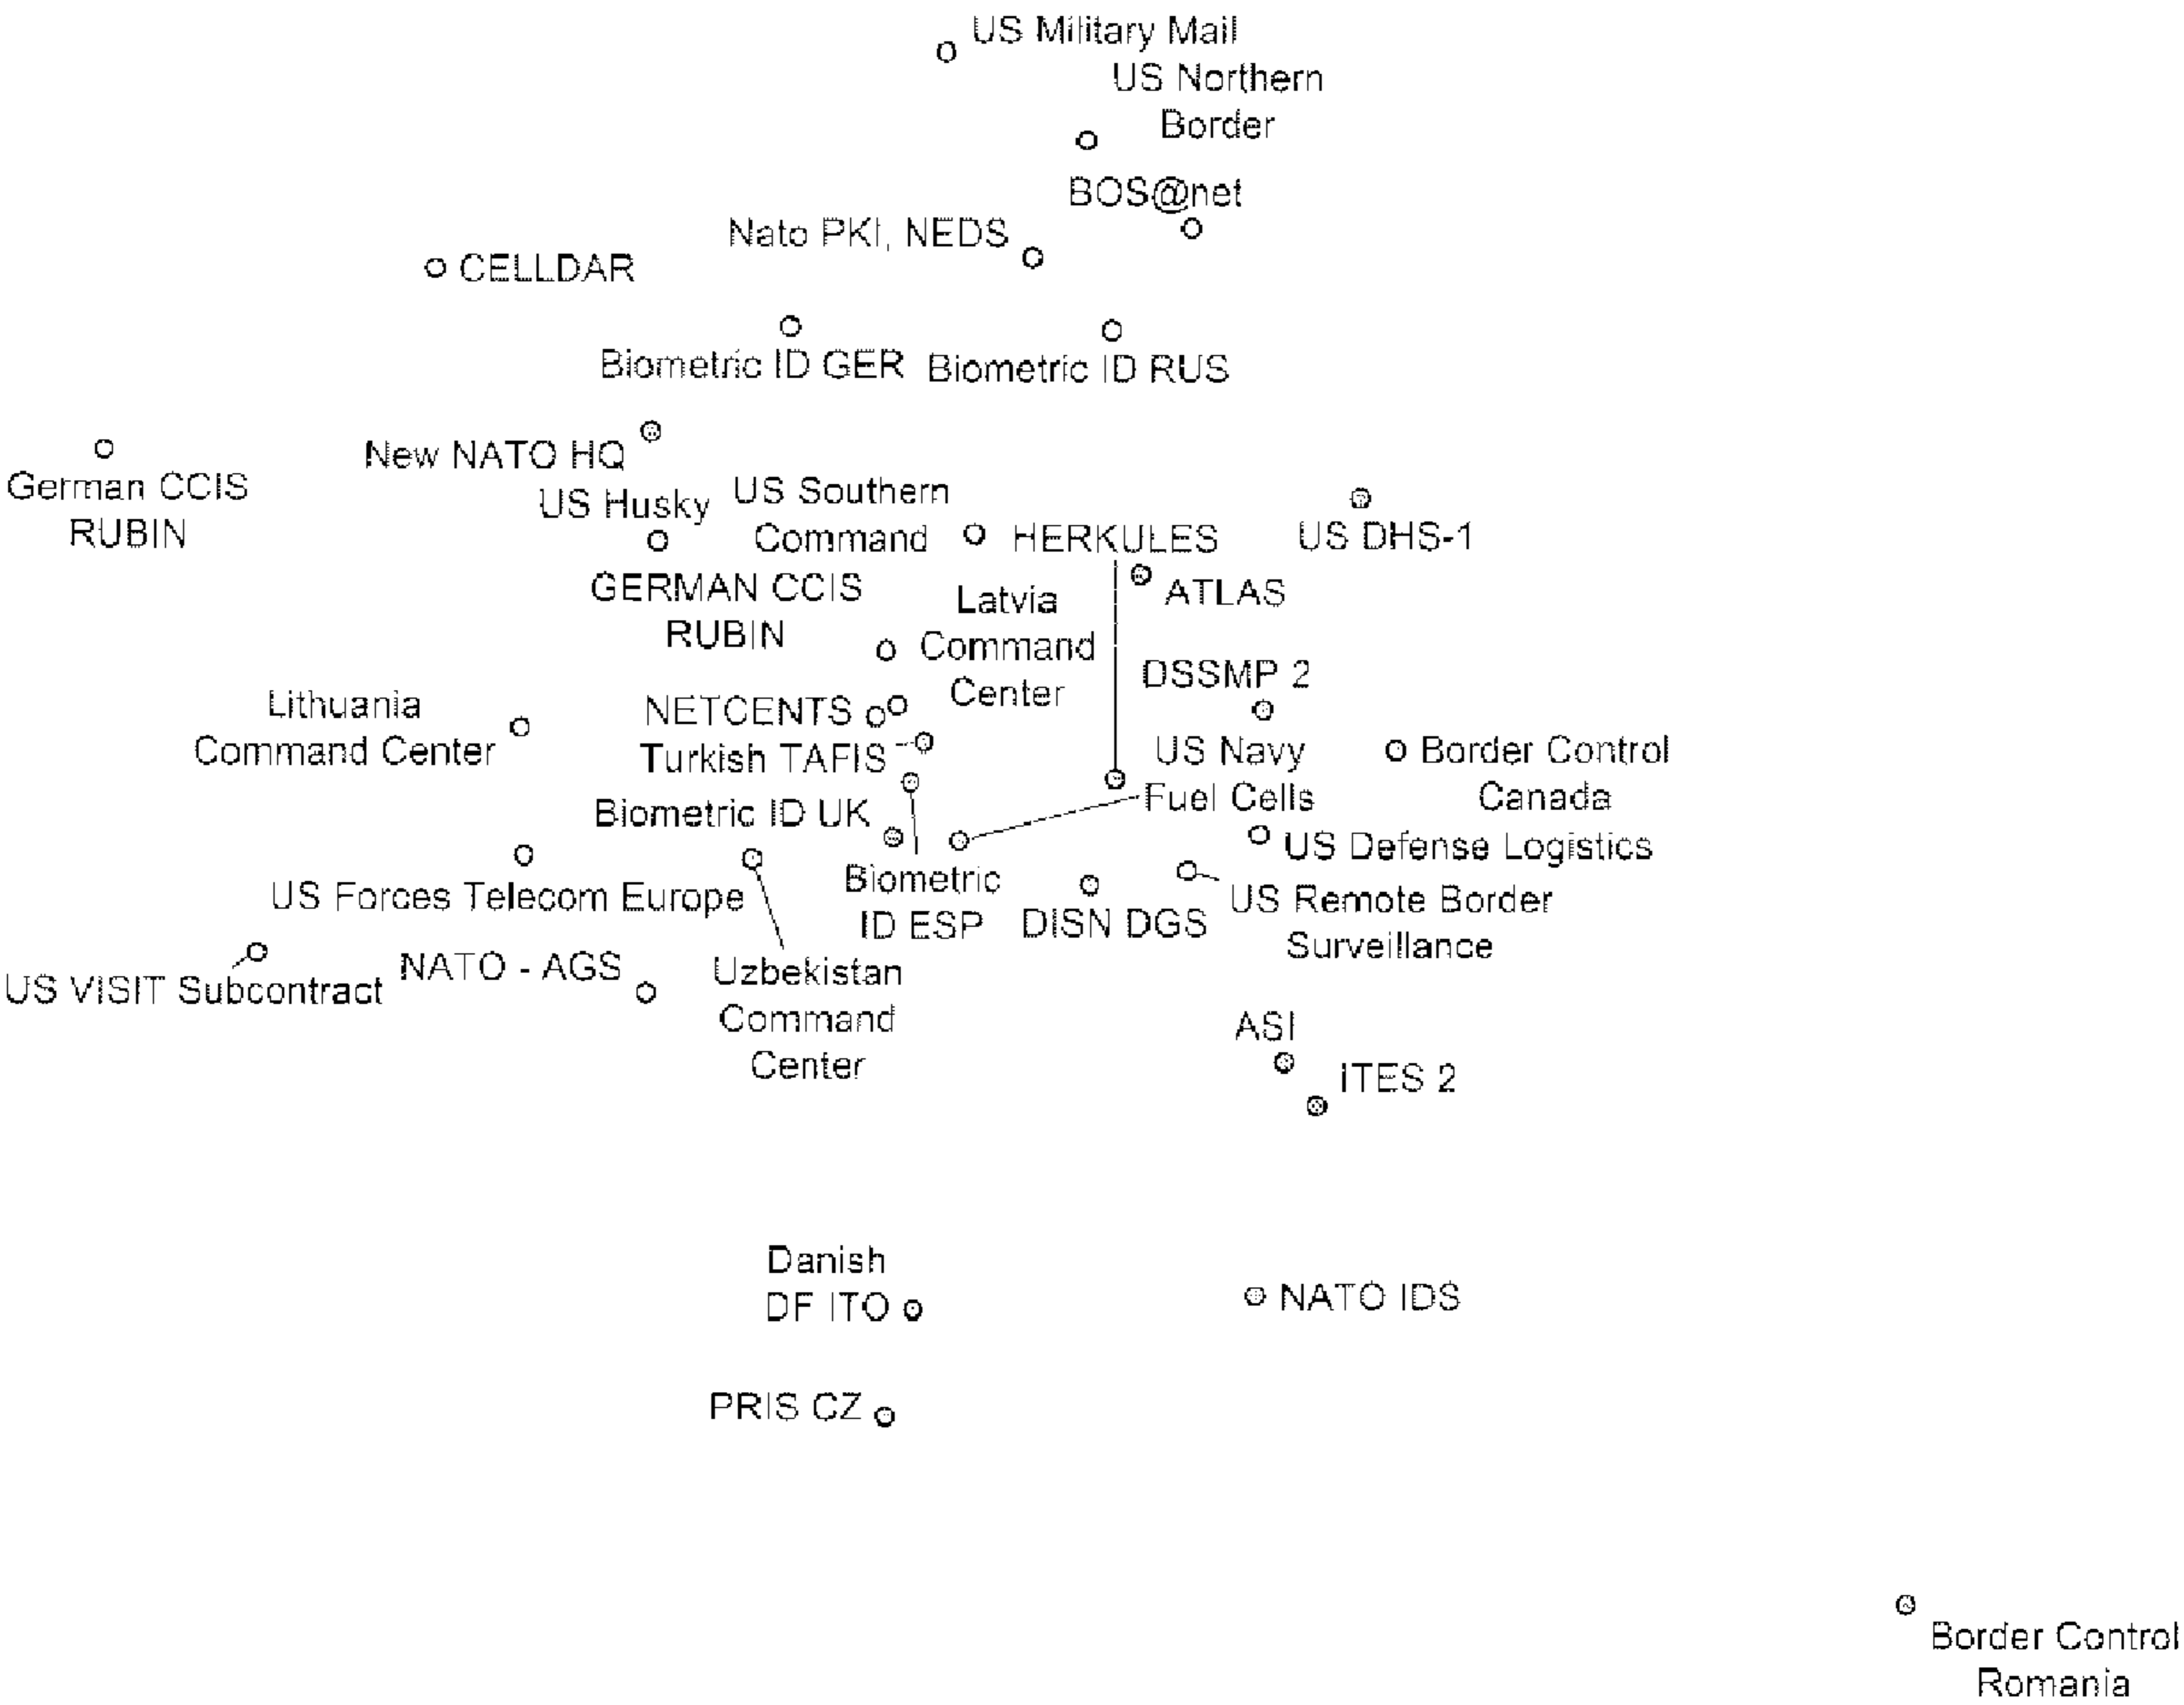 US Military Mail
US Northern
Border
BOS@net
Nato PKI, NEDS
CELLDAR
Biometric ID GER
Biometric ID RUS
New NATO HQ
German CCIS
RUBIN
US Husky
US Southern
Command
HERKULES
US DHS-1
GERMAN CCIS
RUBIN
ATLAS
Latvia
Command
Center
DSSMP 2
Lithuania
Command Center
NETCENTS
Turkish TAFIS
US Navy
Fuel Cells
Border Control
Canada
Biometric ID UK
US Defense Logistics
US Forces Telecom Europe
Biometric
ID ESP
DISN DGS
US Remote Border
Surveillance
US VISIT Subcontract
NATO - AGS
Uzbekistan
Command
Center
ASI
ITES 2
Danish
DF ITO
NATO IDS
PRIS CZ
Border Control
Romania